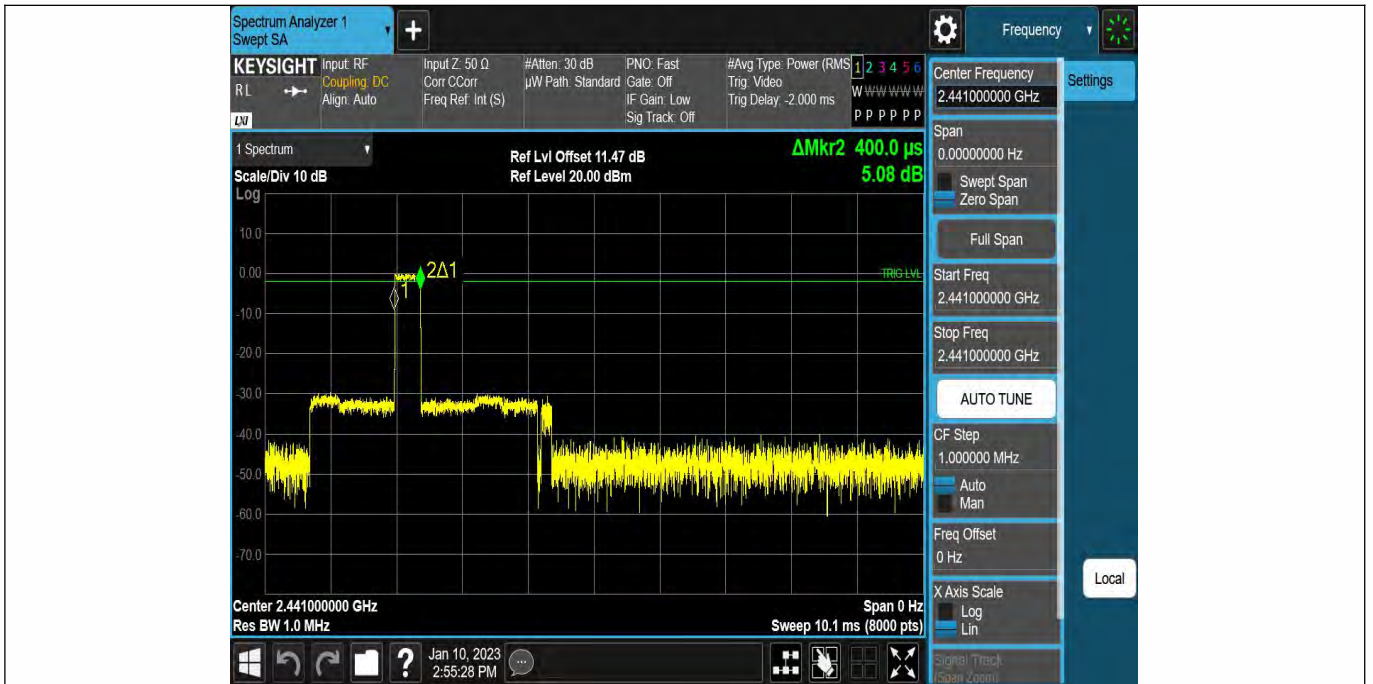 Spectrum Analyzer 1
Swept SA
+
Frequency
KEYSIGHT
RL
LXI
Input: RF
Coupling: DC
Align: Auto
Input Z: 50 Ω
Corr CCorr
Freq Ref: Int (S)
#Atten: 30 dB
µW Path: Standard
PNO: Fast
Gate: Off
IF Gain: Low
Sig Track: Off
#Avg Type: Power (RMS
Trig: Video
Trig Delay: -2.000 ms
1 2 3 4 5 6
W W W W W W
P P P P P P
1 Spectrum
Scale/Div 10 dB
Log
Ref Lvl Offset 11.47 dB
Ref Level 20.00 dBm
ΔMkr2 400.0 µs
5.08 dB
10.0
0.00
-10.0
-20.0
-30.0
-40.0
-50.0
-60.0
-70.0
2Δ1
1
TRIG LVL
Center 2.441000000 GHz
Res BW 1.0 MHz
Span 0 Hz
Sweep 10.1 ms (8000 pts)
Center Frequency
2.441000000 GHz
Settings
Span
0.00000000 Hz
Swept Span
Zero Span
Full Span
Start Freq
2.441000000 GHz
Stop Freq
2.441000000 GHz
AUTO TUNE
CF Step
1.000000 MHz
Auto
Man
Freq Offset
0 Hz
X Axis Scale
Log
Lin
Signal Track
(Span Zoom)
Local
?
Jan 10, 2023
2:55:28 PM